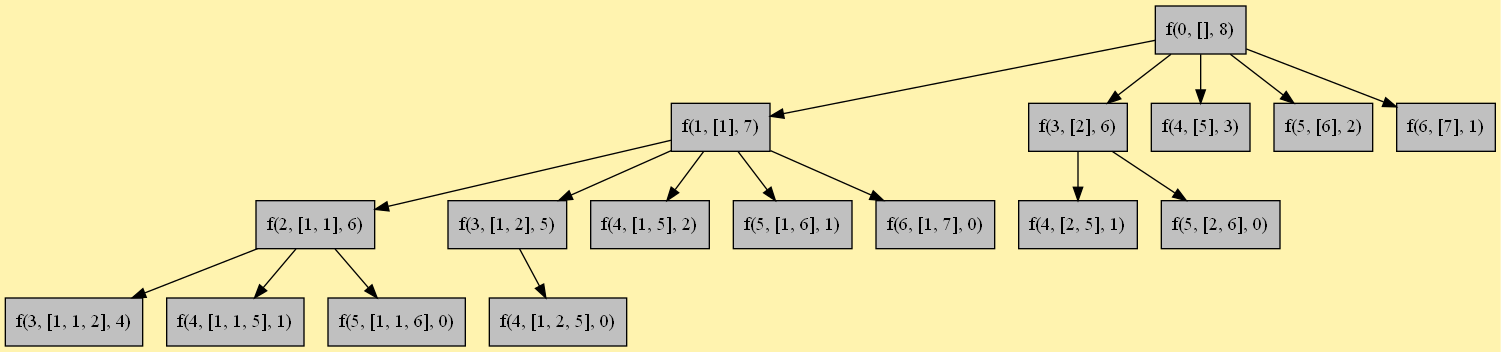 f(0, [], 8)
f(1, [1], 7)
f(3, [2], 6)
f(4, [5], 3)
f(5, [6], 2)
f(6, [7], 1)
f(2, [1, 1], 6)
f(3, [1, 2], 5)
f(4, [1, 5], 2)
f(5, [1, 6], 1)
f(6, [1, 7], 0)
f(4, [2, 5], 1)
f(5, [2, 6], 0)
f(3, [1, 1, 2], 4)
f(4, [1, 1, 5], 1)
f(5, [1, 1, 6], 0)
f(4, [1, 2, 5], 0)